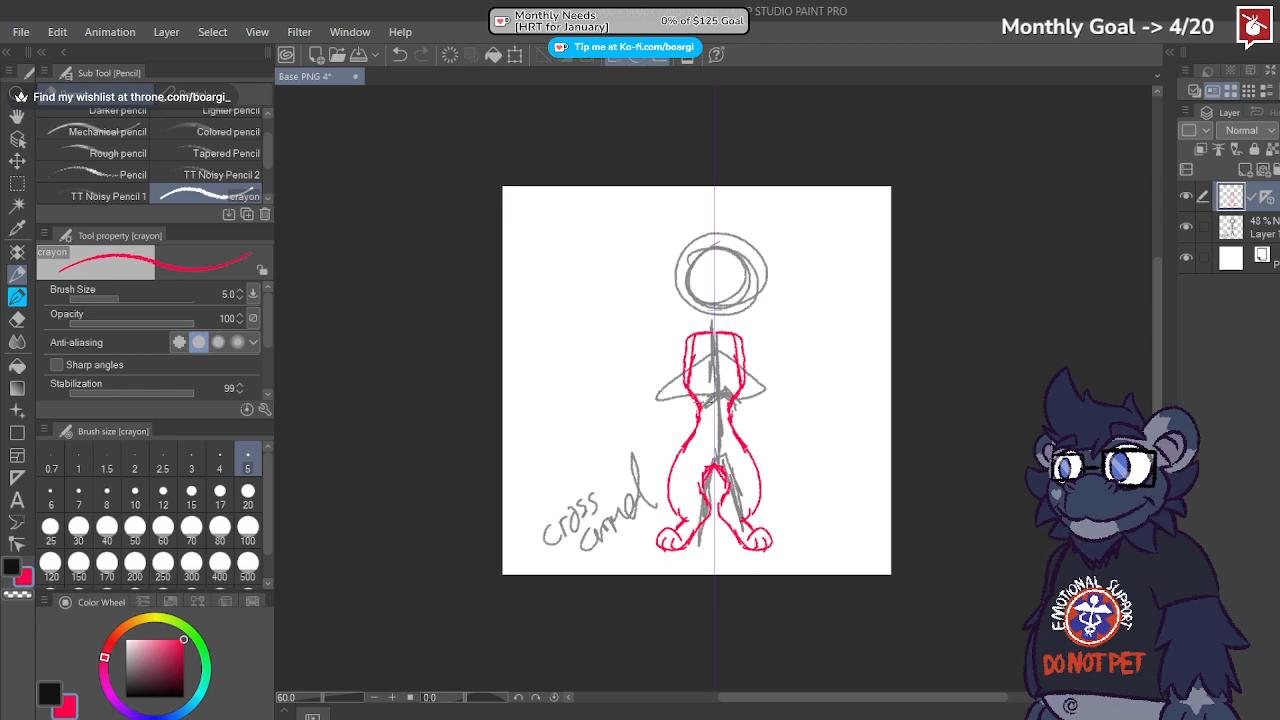 Monthly Needs
[HRT for January]
0% of $125 Goal
STUDIO PAINT PRO
Monthly Goal -> 4/20
Tip me at Ko-fi.com/boargi
File Edit Animation Layer Select View Filter Window Help
Sub Tool [Pencil]
Base PNG 4*
Find my wishlist at throne.com/boargi_
Darker pencil Lighter pencil
Mechanical pencil Colored pencil
Rough pencil Tapered Pencil
Pencil TT Noisy Pencil 2
TT Noisy Pencil 1 crayon
Tool property [crayon]
crayon
Brush Size 5.0
Opacity 100
Anti-aliasing
Sharp angles
Stabilization 99
Brush size [crayon]
0.7 1 1.5 2 2.5 3 4 5
6 7 8 10 12 15 17 20
25 30 40 50 60 70 80 100
120 150 200 250 300 400 500
Color Wheel
60.0
0.0
Layer
Normal
48 % N
Layer 1
P
cross
armed
EMOTIONAL SUPPORT
DO NOT PET